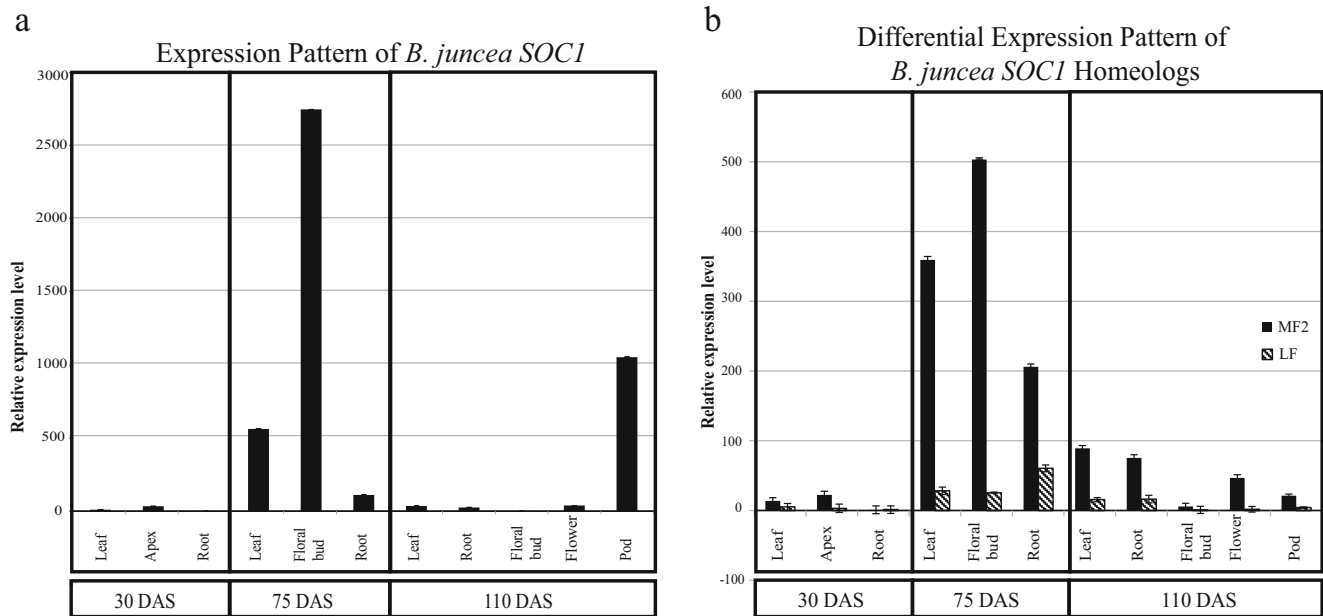 a
Expression Pattern of B. juncea SOC1
Relative expression level
3000
2500
2000
1500
1000
500
0
Leaf
Apex
Root
Leaf
Floral
bud
Root
Leaf
Root
Floral
bud
Flower
Pod
30 DAS
75 DAS
110 DAS
b
Differential Expression Pattern of
B. juncea SOC1 Homeologs
Relative expression level
600
500
400
300
200
100
0
-100
MF2
LF
Leaf
Apex
Root
Leaf
Floral
bud
Root
Leaf
Root
Floral
bud
Flower
Pod
30 DAS
75 DAS
110 DAS